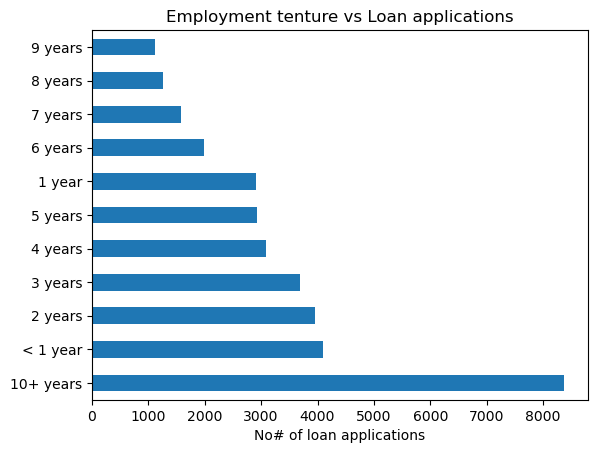 Employment tenture vs Loan applications
9 years
8 years
7 years
6 years
1 year
5 years
4 years
3 years
2 years
< 1 year
10+ years
0 1000 2000 3000 4000 5000 6000 7000 8000
No# of loan applications